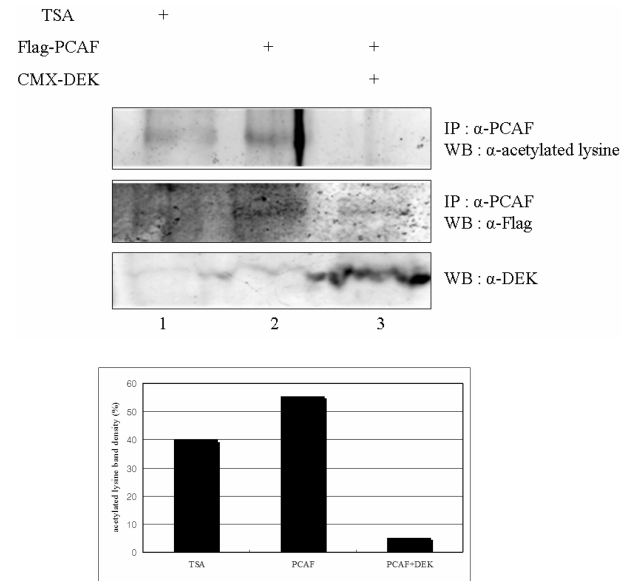 TSA +
Flag-PCAF + +
CMX-DEK +
IP : α-PCAF
WB : α-acetylated lysine
IP : α-PCAF
WB : α-Flag
WB : α-DEK
1 2 3
acetylated lysine band density (%)
60
50
40
30
20
10
0
TSA PCAF PCAF+DEK